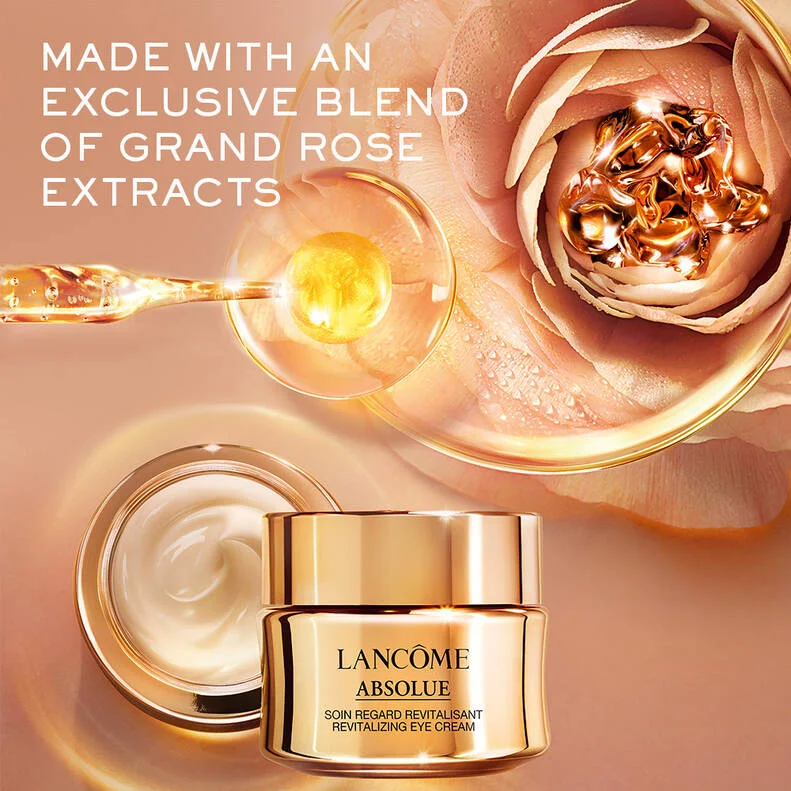 MADE WITH AN
EXCLUSIVE BLEND
OF GRAND ROSE
EXTRACTS
LANCÔME
ABSOLUE
SOIN REGARD REVITALISANT
REVITALIZING EYE CREAM